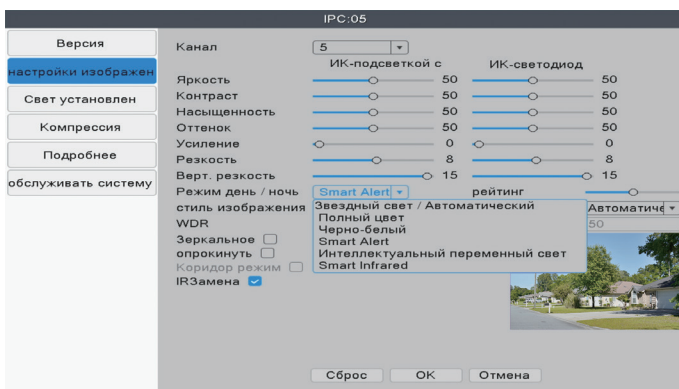 IPC:05
Версия
настройки изображен
Свет установлен
Компрессия
Подробнее
обслуживать систему
Канал 5
ИК-подсветкой с ИК-светодиод
Яркость 50 50
Контраст 50 50
Насыщенность 50 50
Оттенок 50 50
Усиление 0 0
Резкость 8 8
Верт. резкость 15 15
Режим день / ночь Smart Alert рейтинг
стиль изображения Автоматиче
Звездный свет / Автоматический
Полный цвет
Черно-белый
Smart Alert
Интеллектуальный переменный свет
Smart Infrared
WDR 50
Зеркальное
опрокинуть
Коридор режим
IRЗамена
Сброс OK Отмена